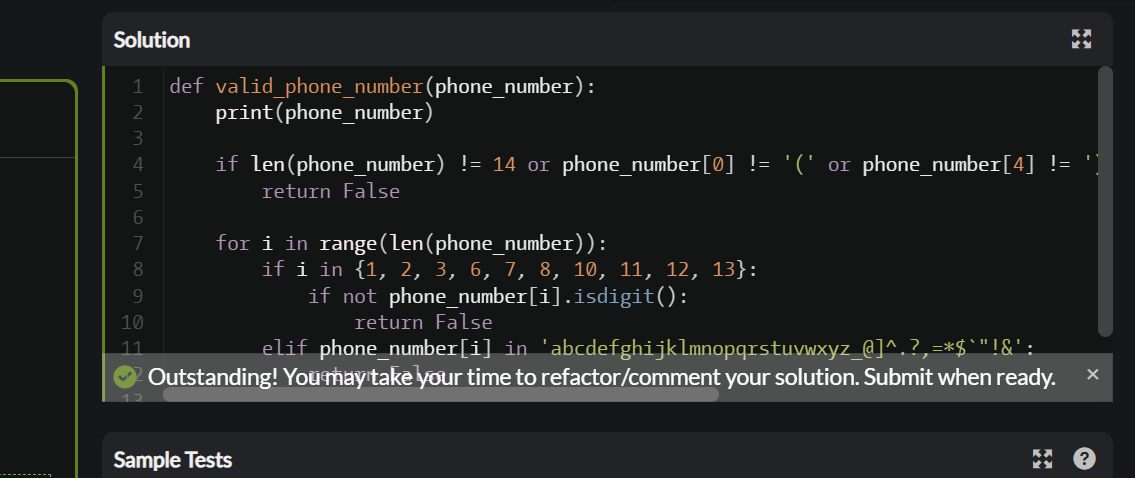 Solution
1 def valid_phone_number(phone_number):
2     print(phone_number)
3
4     if len(phone_number) != 14 or phone_number[0] != '(' or phone_number[4] != ')
5         return False
6
7     for i in range(len(phone_number)):
8         if i in {1, 2, 3, 6, 7, 8, 10, 11, 12, 13}:
9             if not phone_number[i].isdigit():
10                 return False
11         elif phone_number[i] in 'abcdefghijklmnopqrstuvwxyz_@]^.?,=*$`"!&':
12             return False
Outstanding! You may take your time to refactor/comment your solution. Submit when ready. ×
13
Sample Tests ?